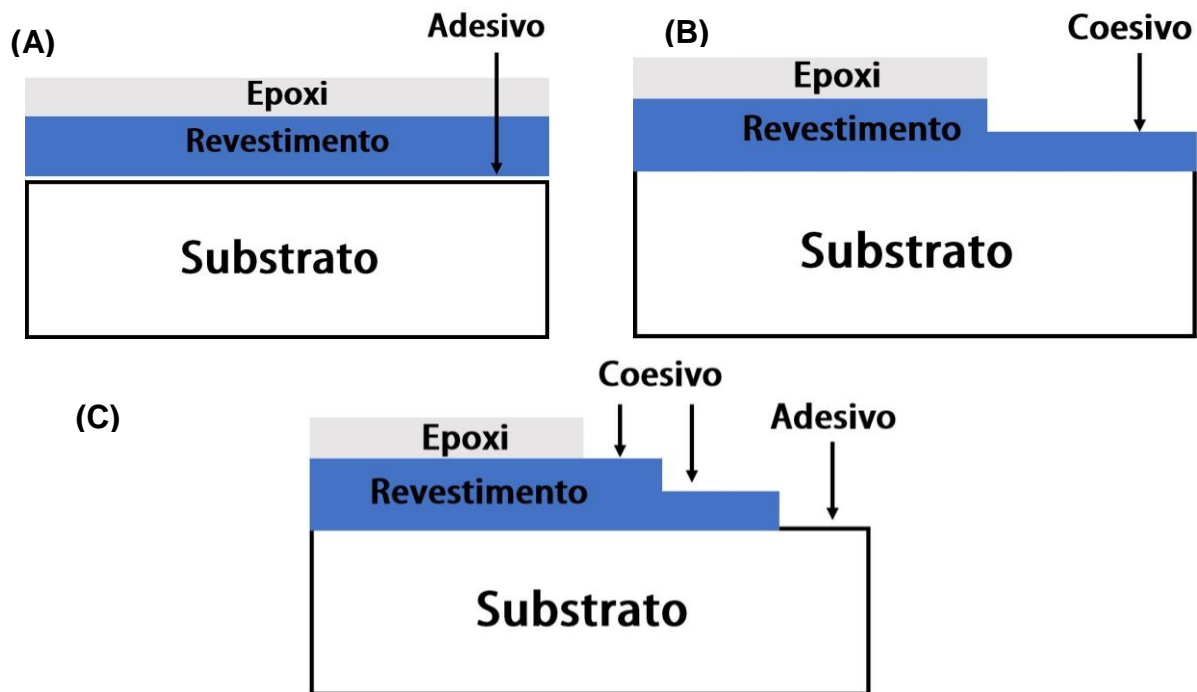 (A)
Adesivo
Epoxi
Revestimento
Substrato
(B)
Coesivo
Epoxi
Revestimento
Substrato
(C)
Coesivo
Adesivo
Epoxi
Revestimento
Substrato